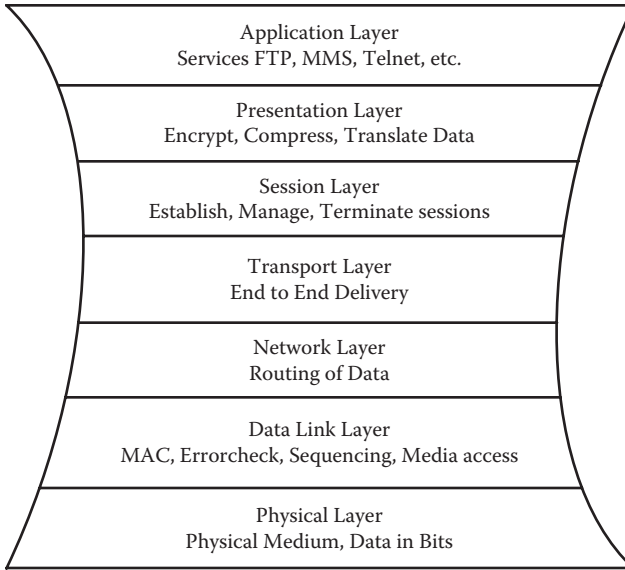 Application Layer
Services FTP, MMS, Telnet, etc.
Presentation Layer
Encrypt, Compress, Translate Data
Session Layer
Establish, Manage, Terminate sessions
Transport Layer
End to End Delivery
Network Layer
Routing of Data
Data Link Layer
MAC, Errorcheck, Sequencing, Media access
Physical Layer
Physical Medium, Data in Bits